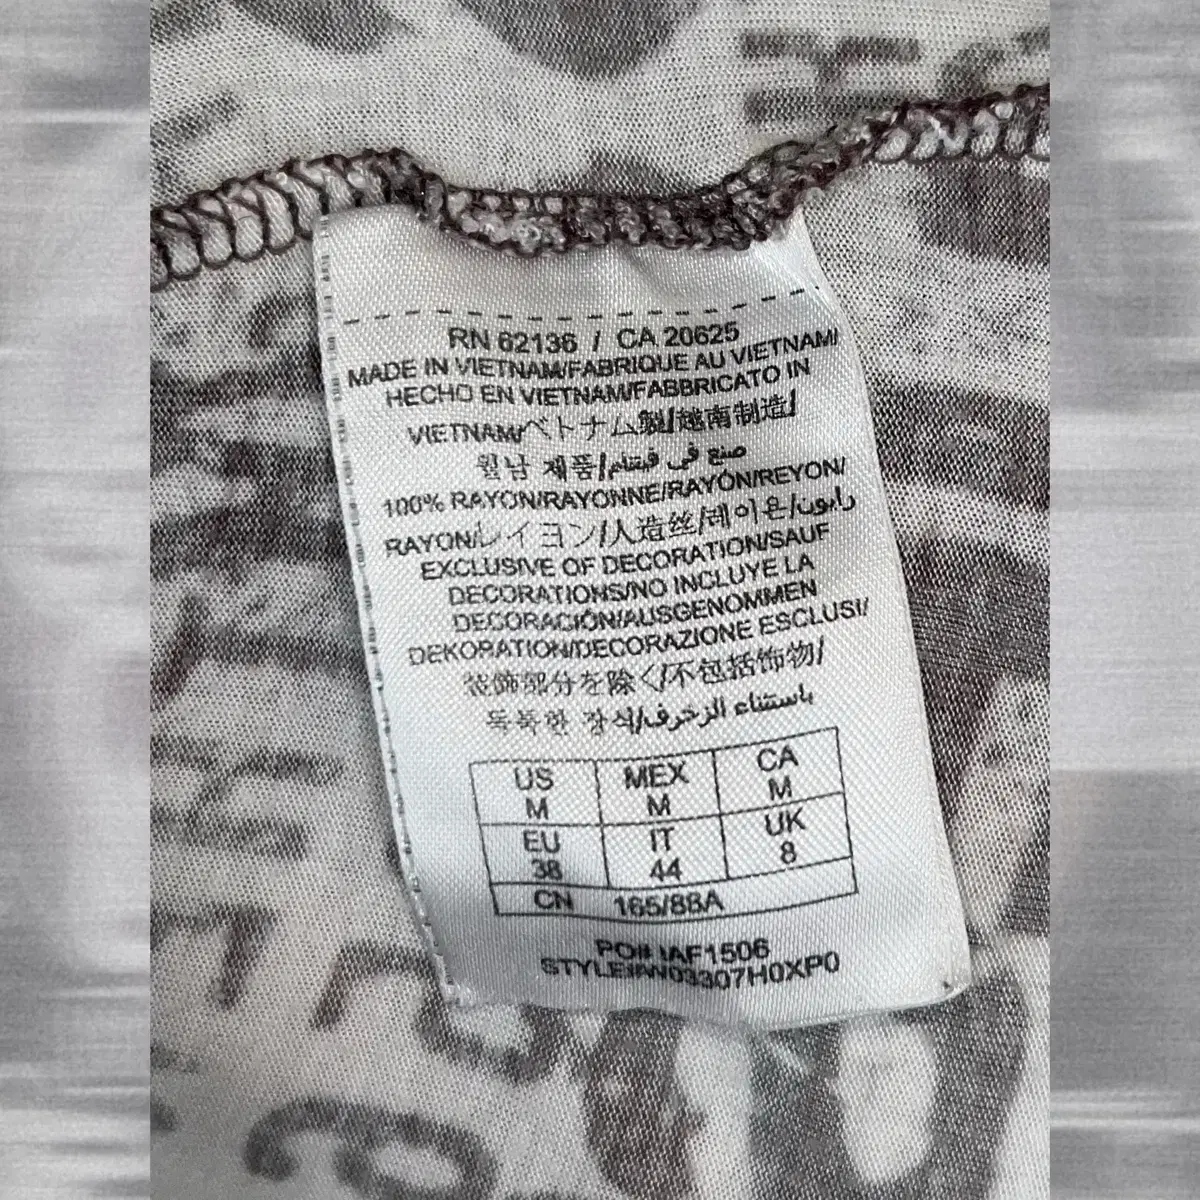 RN 62136 / CA 20625
MADE IN VIETNAM/FABRIQUE AU VIETNAM/
HECHO EN VIETNAM/FABBRICATO IN
VIETNAM/ベトナム製/越南制造/
월남 제품/صنع في فيتنام
100% RAYON/RAYONNE/RAYÓN/REYON/
RAYON/レイヨン/人造丝/레이온/رايون
EXCLUSIVE OF DECORATION/SAUF
DECORATIONS/NO INCLUYE LA
DECORACIÓN/AUSGENOMMEN
DEKORATION/DECORAZIONE ESCLUSI/
装飾部分を除く/不包括饰物/
독특한 장식/باستثناء الزخرف
US MEX CA
M M M
EU IT UK
38 44 8
CN 165/88A
PO# IAF1506
STYLE#W03307H0XP0